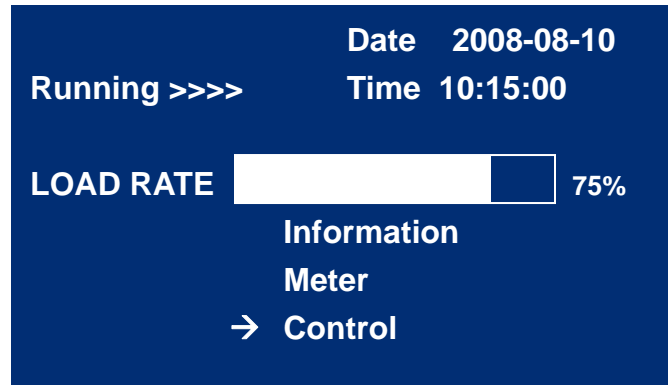 Date 2008-08-10
Running >>>> Time 10:15:00
LOAD RATE 75%
Information
Meter
→ Control